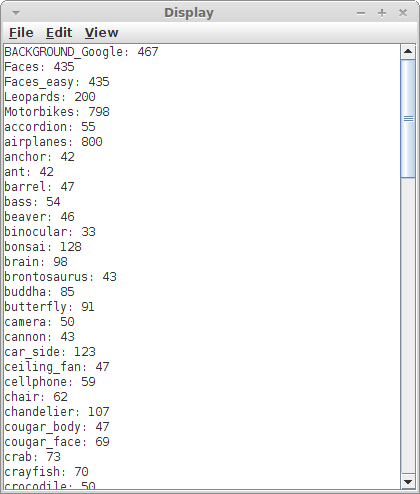 Display
File Edit View
BACKGROUND_Google: 467
Faces: 435
Faces_easy: 435
Leopards: 200
Motorbikes: 798
accordion: 55
airplanes: 800
anchor: 42
ant: 42
barrel: 47
bass: 54
beaver: 46
binocular: 33
bonsai: 128
brain: 98
brontosaurus: 43
buddha: 85
butterfly: 91
camera: 50
cannon: 43
car_side: 123
ceiling_fan: 47
cellphone: 59
chair: 62
chandelier: 107
cougar_body: 47
cougar_face: 69
crab: 73
crayfish: 70
crocodile: 50